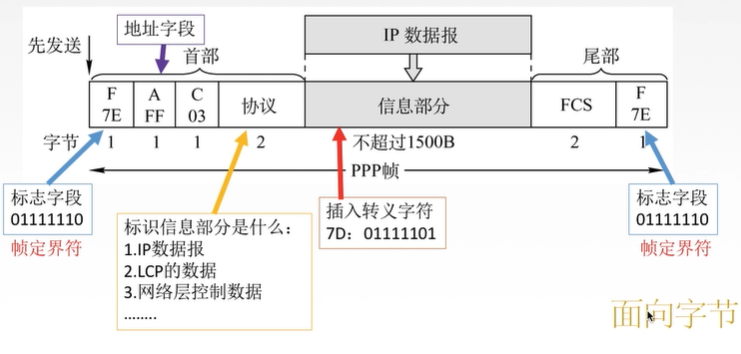 地址字段
IP 数据报
先发送
首部
尾部
F
7E
A
FF
C
03
协议
信息部分
FCS
F
7E
字节
1
1
1
2
不超过1500B
2
1
PPP帧
标志字段
01111110
帧定界符
标识信息部分是什么：
1.IP数据报
2.LCP的数据
3.网络层控制数据
........
插入转义字符
7D：01111101
标志字段
01111110
帧定界符
面向字节